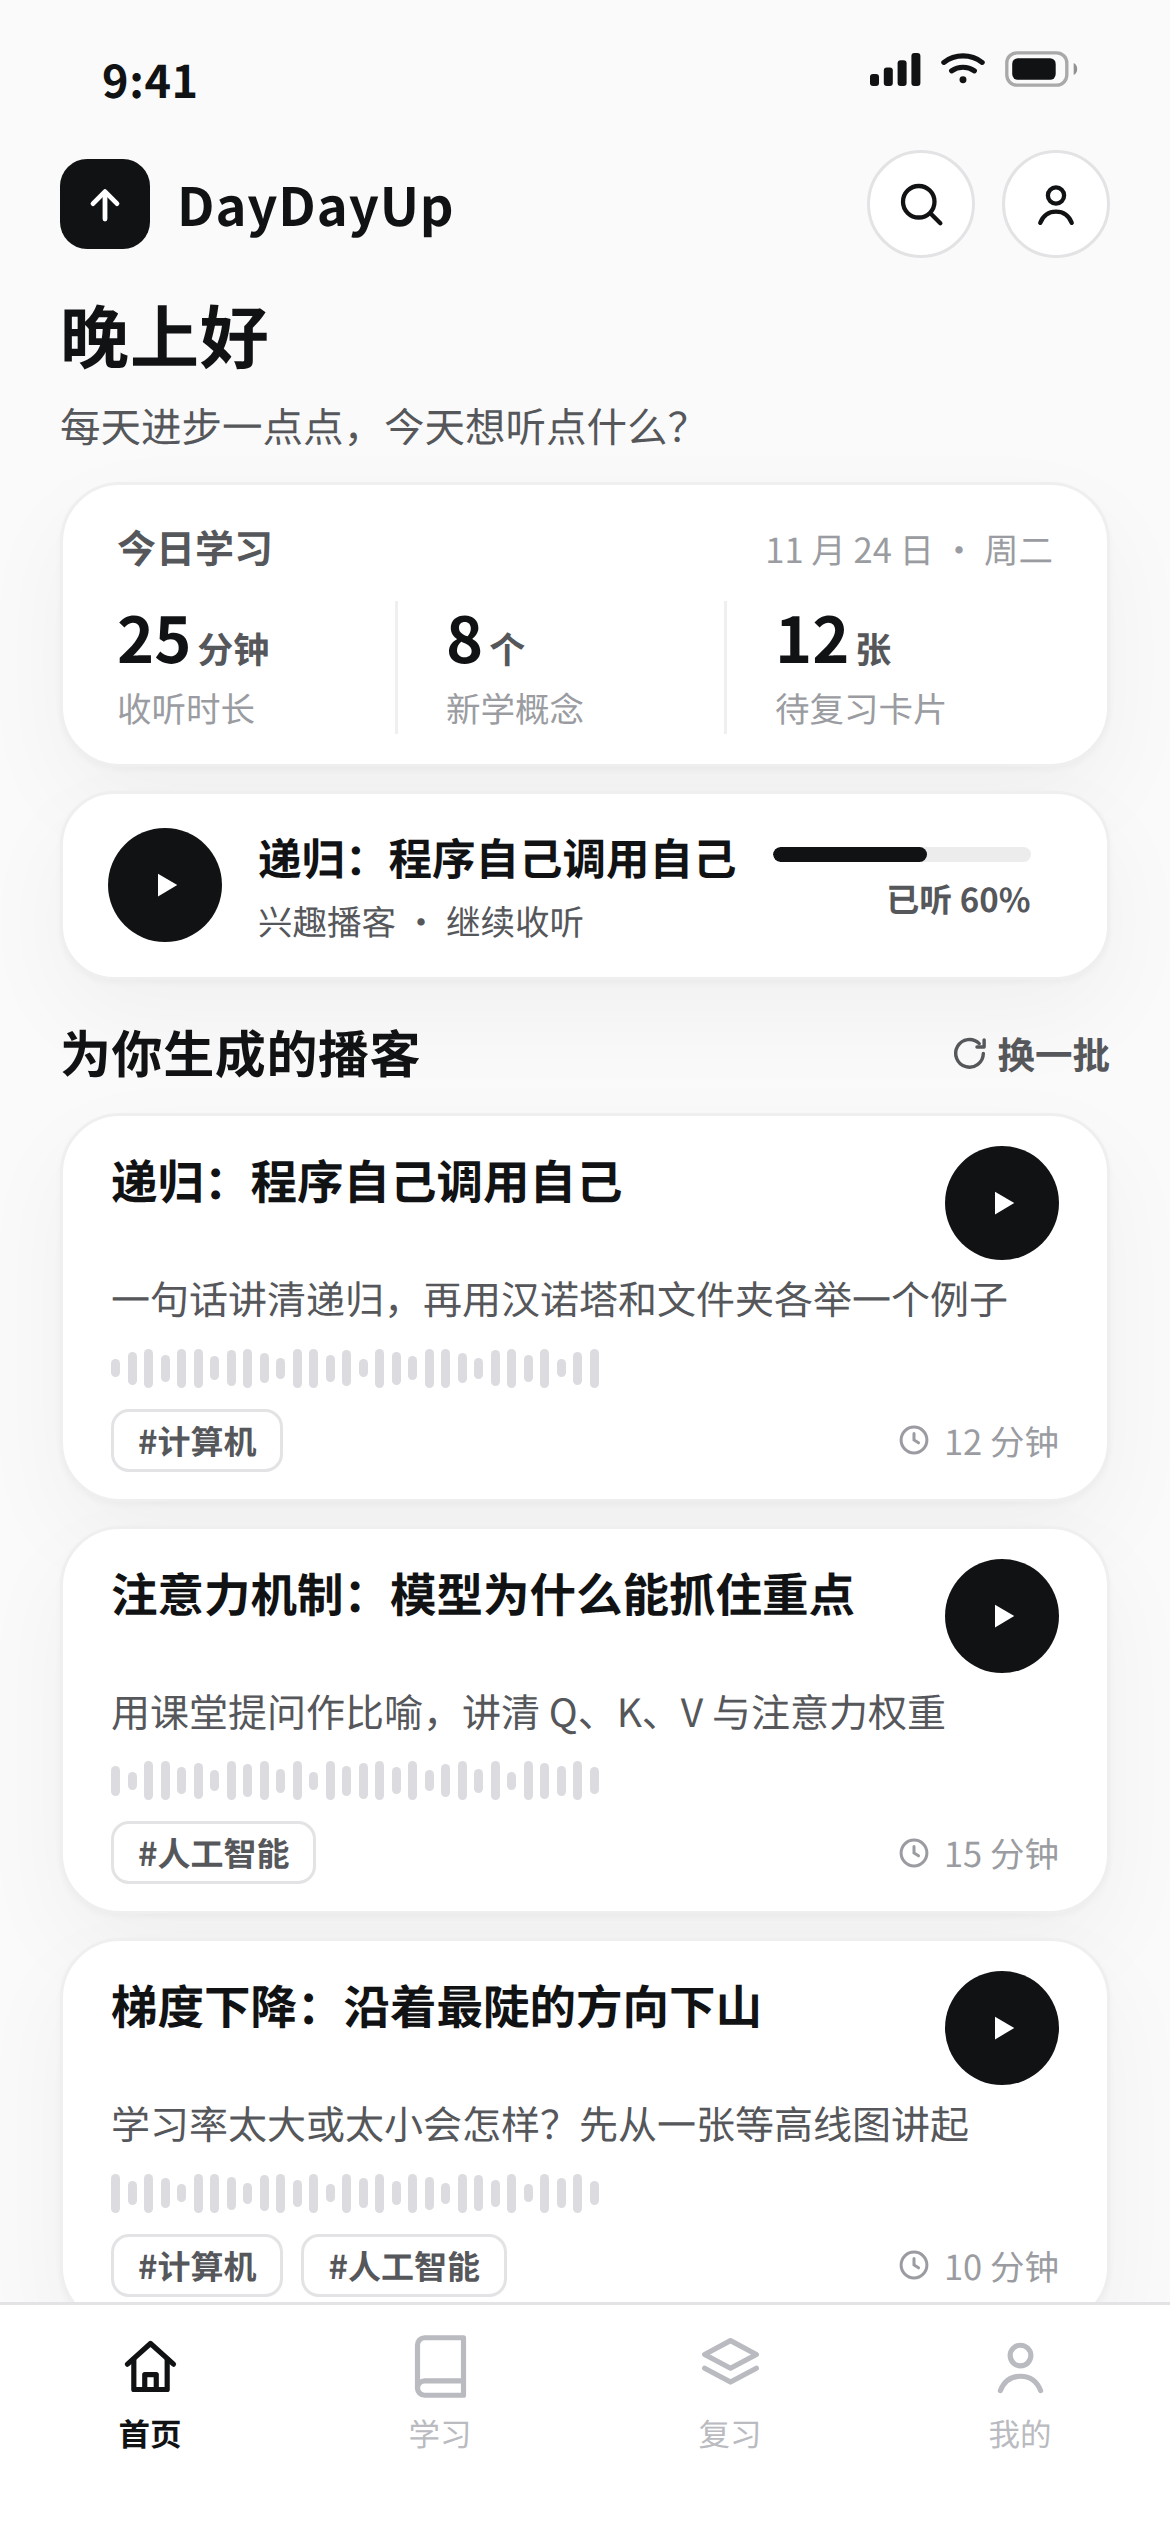 9:41
DayDayUp
晚上好
每天进步一点点，今天想听点什么？
今日学习
11 月 24 日 · 周二
25 分钟
8 个
12 张
收听时长
新学概念
待复习卡片
递归：程序自己调用自己
已听 60%
兴趣播客 · 继续收听
为你生成的播客
换一批
递归：程序自己调用自己
一句话讲清递归，再用汉诺塔和文件夹各举一个例子
#计算机
12 分钟
注意力机制：模型为什么能抓住重点
用课堂提问作比喻，讲清 Q、K、V 与注意力权重
#人工智能
15 分钟
梯度下降：沿着最陡的方向下山
学习率太大或太小会怎样？先从一张等高线图讲起
#计算机 #人工智能
10 分钟
首页
学习
复习
我的